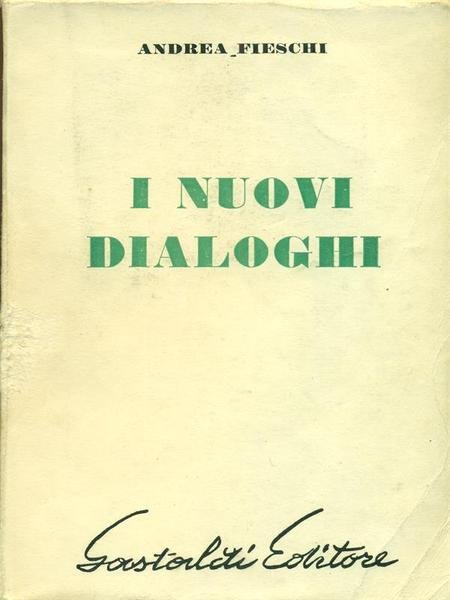 ANDREA FIESCHI
I NUOVI
DIALOGHI
Gastaldi Editore